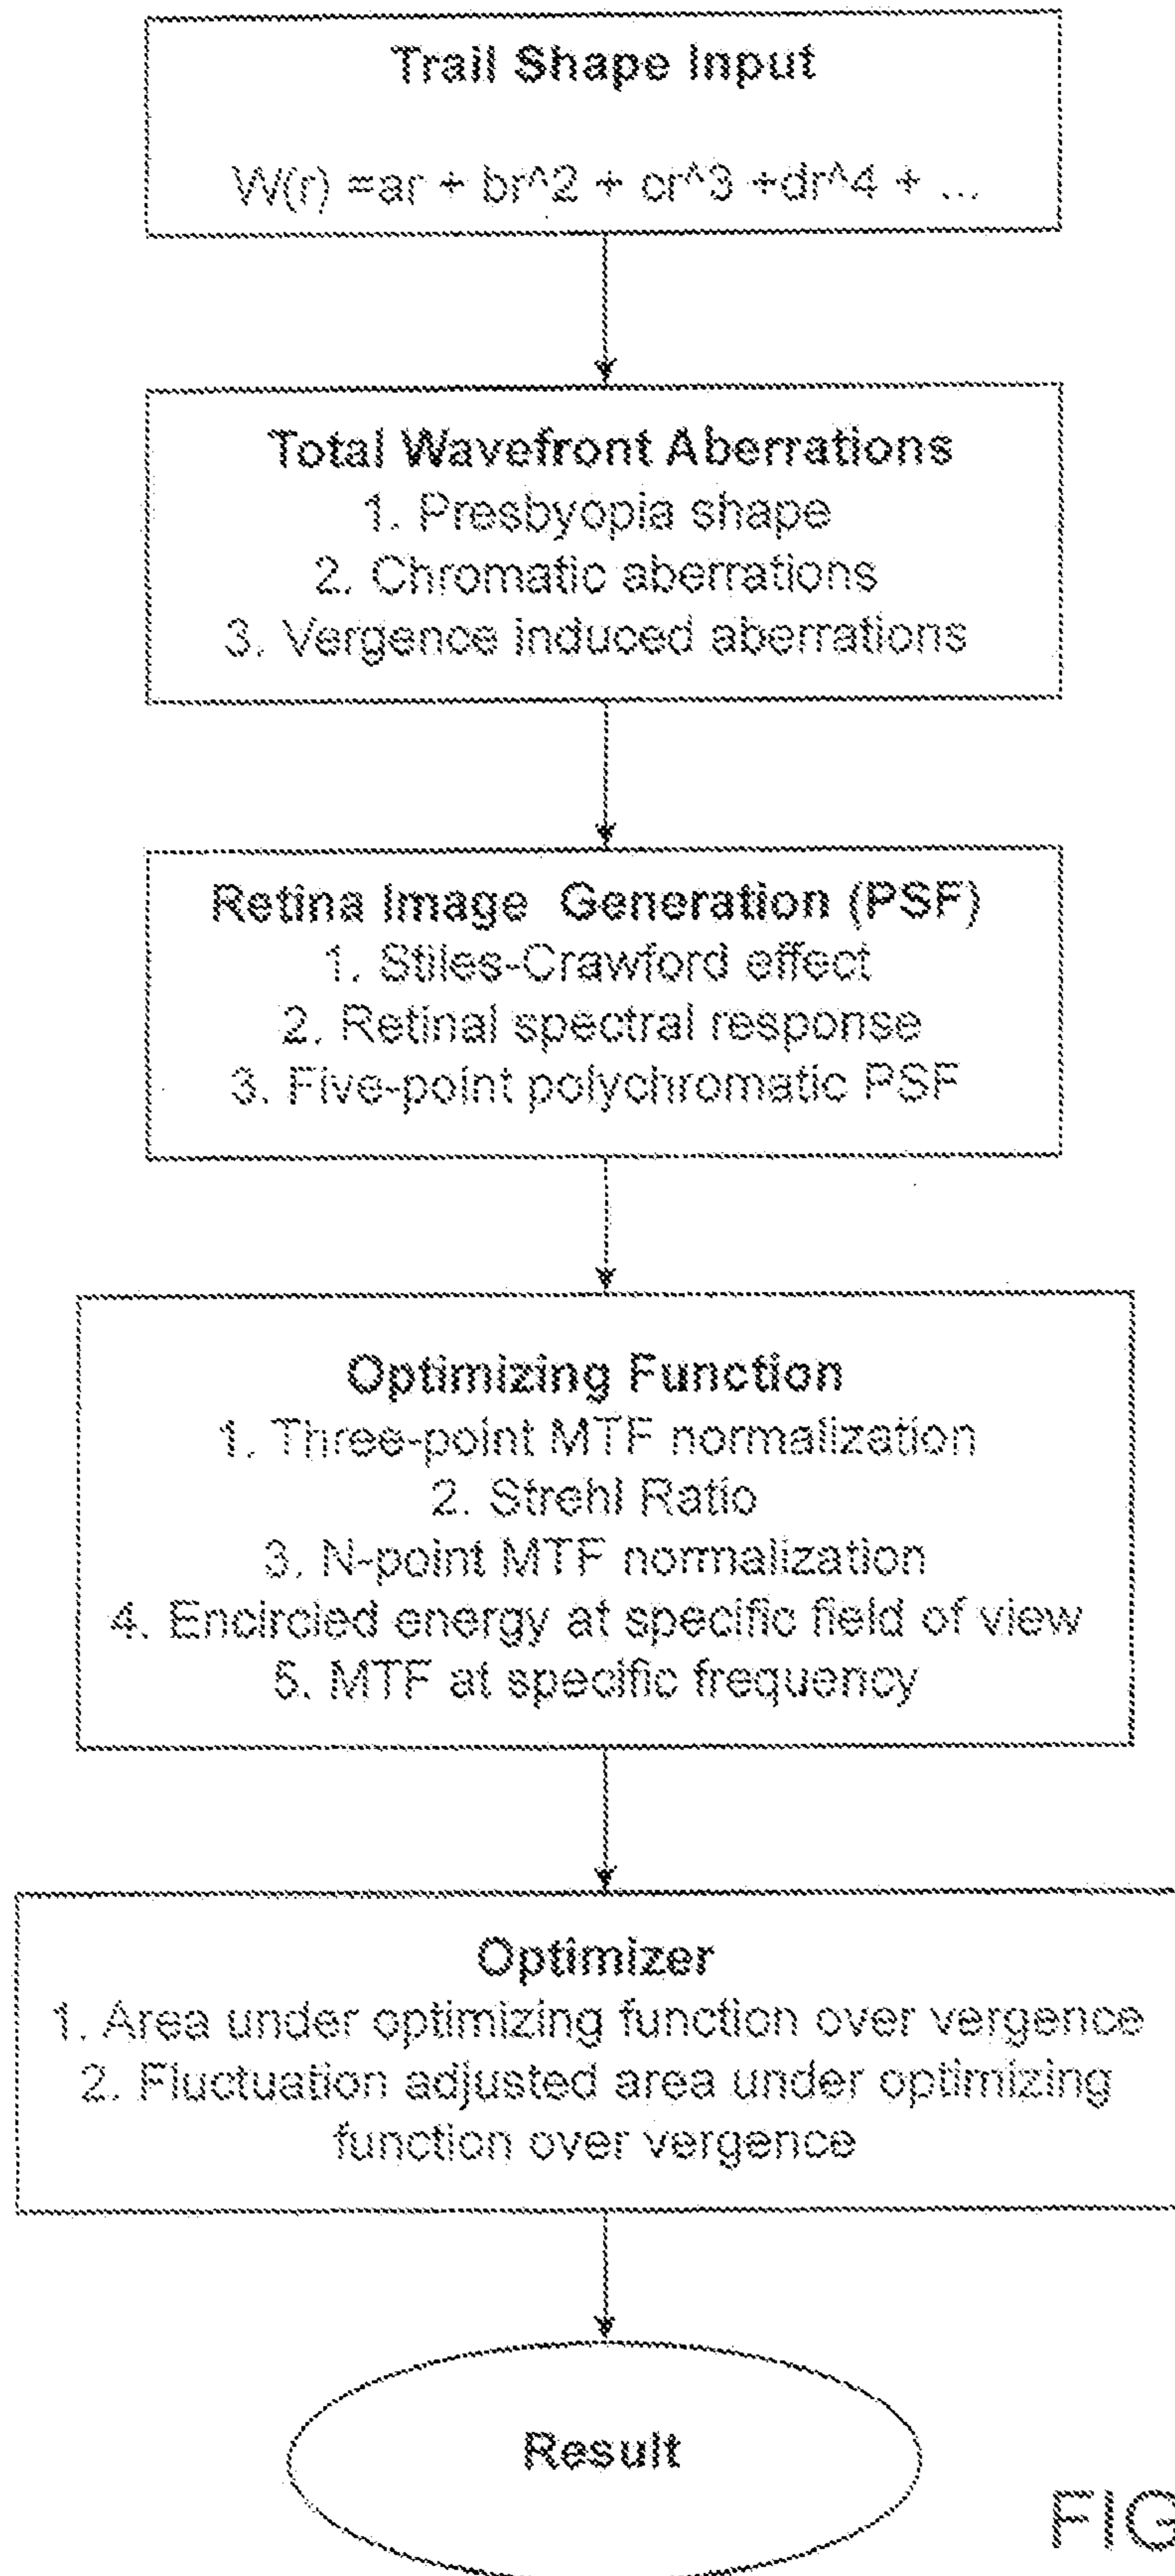 Trail Shape Input
W(r) =ar + br^2 + cr^3 +dr^4 + ...
Total Wavefront Aberrations
1. Presbyopia shape
2. Chromatic aberrations
3. Vergence induced aberrations
Retina Image Generation (PSF)
1. Stiles-Crawford effect
2. Retinal spectral response
3. Five-point polychromatic PSF
Optimizing Function
1. Three-point MTF normalization
2. Strehl Ratio
3. N-point MTF normalization
4. Encircled energy at specific field of view
5. MTF at specific frequency
Optimizer
1. Area under optimizing function over vergence
2. Fluctuation adjusted area under optimizing
function over vergence
Result
FIG